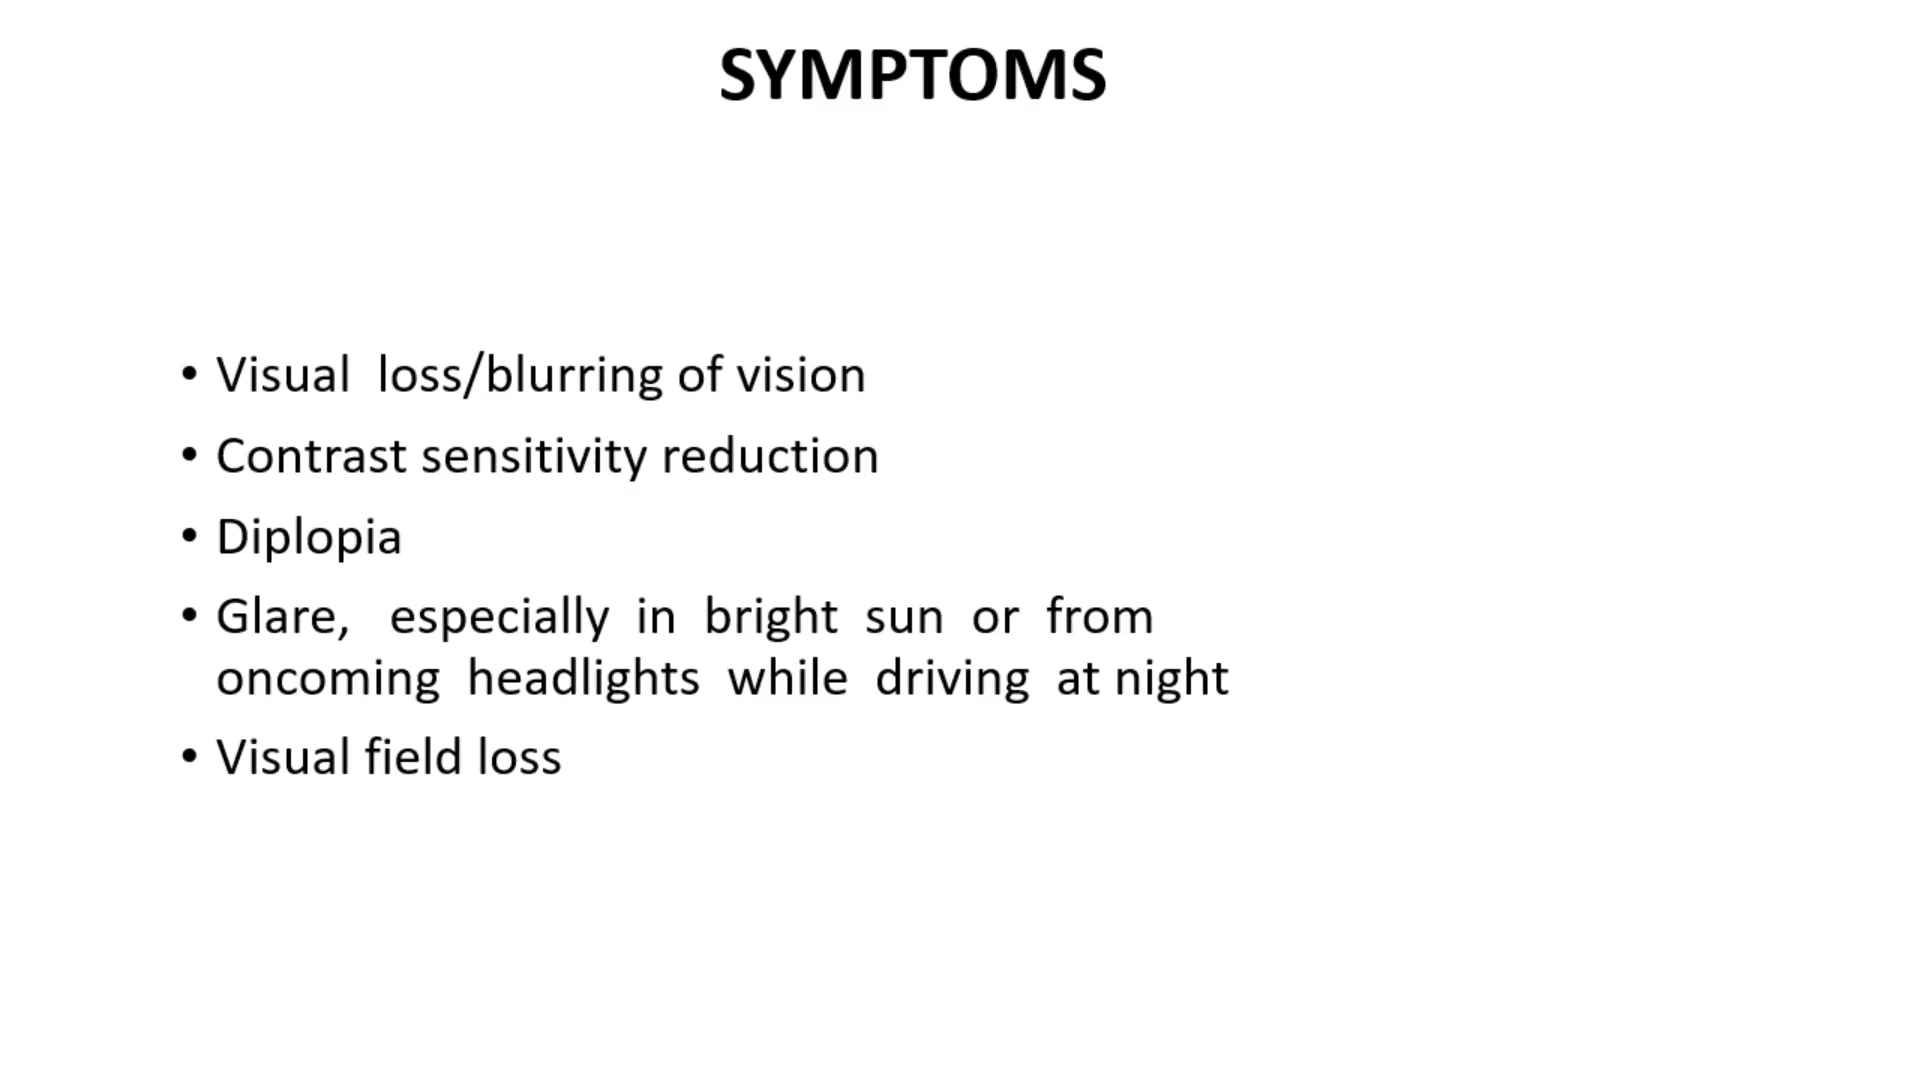 SYMPTOMS
• Visual loss/blurring of vision
• Contrast sensitivity reduction
• Diplopia
• Glare, especially in bright sun or from
oncoming headlights while driving at night
• Visual field loss